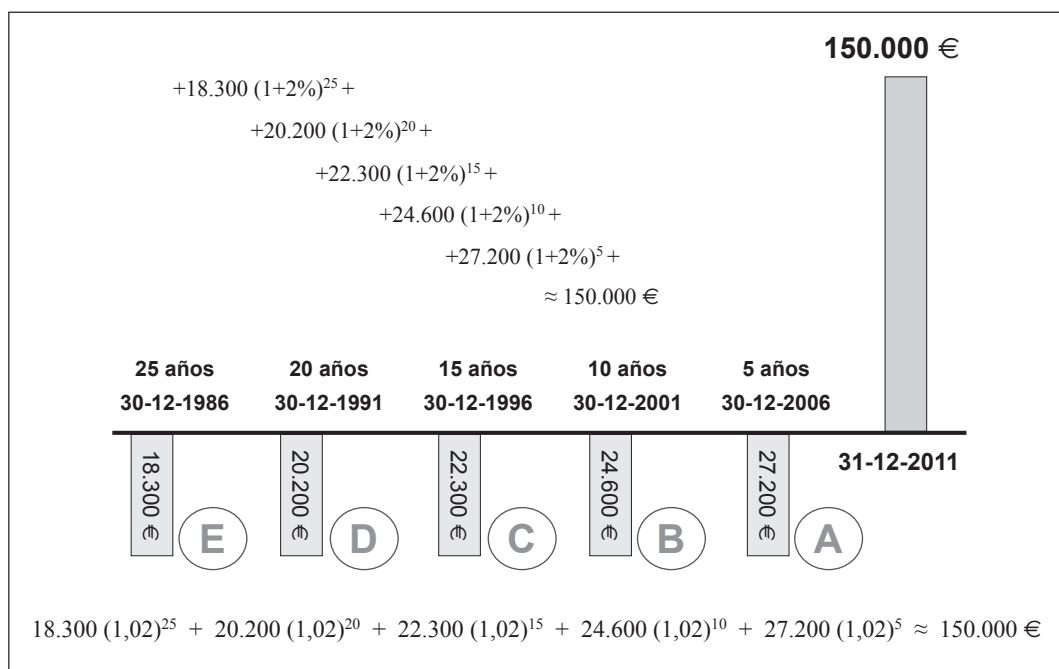 150.000 €
+18.300 (1+2%)²⁵ +
+20.200 (1+2%)²⁰ +
+22.300 (1+2%)¹⁵ +
+24.600 (1+2%)¹⁰ +
+27.200 (1+2%)⁵ +
≈ 150.000 €
25 años 20 años 15 años 10 años 5 años
30-12-1986 30-12-1991 30-12-1996 30-12-2001 30-12-2006
31-12-2011
18.300 € 20.200 € 22.300 € 24.600 € 27.200 €
E D C B A
18.300 (1,02)²⁵ + 20.200 (1,02)²⁰ + 22.300 (1,02)¹⁵ + 24.600 (1,02)¹⁰ + 27.200 (1,02)⁵ ≈ 150.000 €